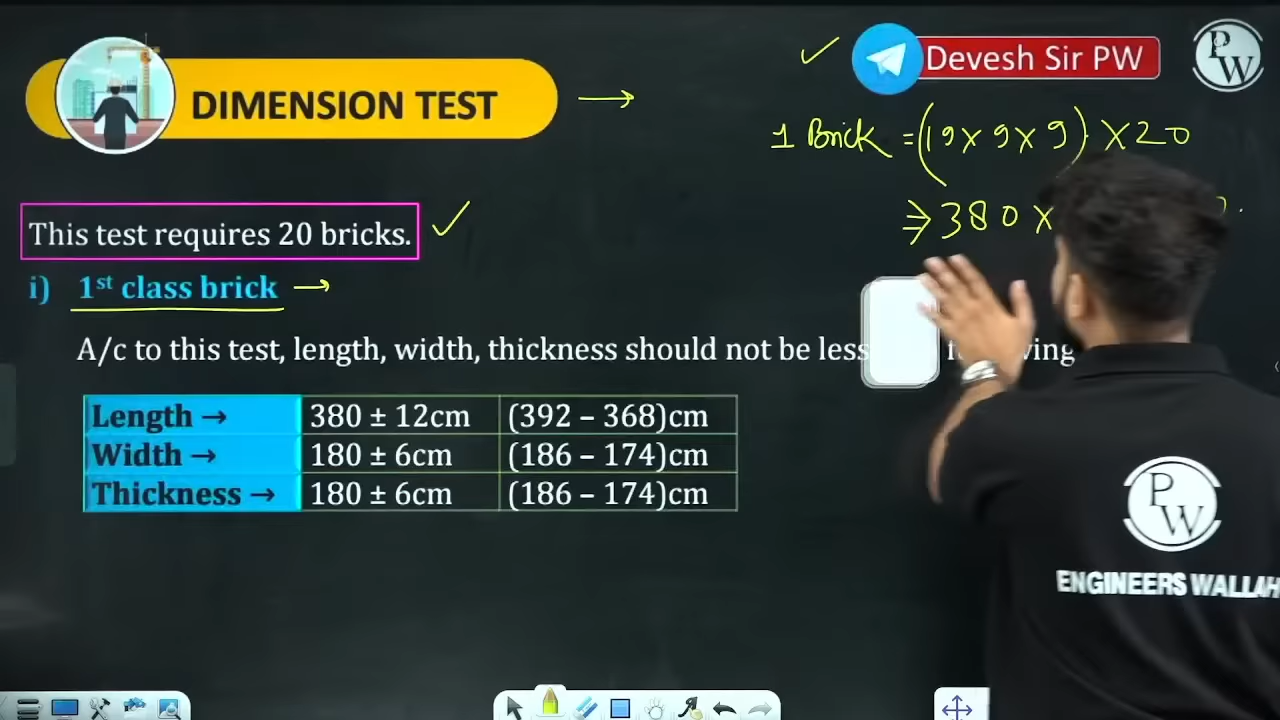 Devesh Sir PW
PW
DIMENSION TEST →
1 Brick = (19 x 9 x 9) x 20
⇒ 380 x
This test requires 20 bricks.
i) 1st class brick →
A/c to this test, length, width, thickness should not be less
Length → 380 ± 12cm (392 – 368)cm
Width → 180 ± 6cm (186 – 174)cm
Thickness → 180 ± 6cm (186 – 174)cm
PW
ENGINEERS WALLAH